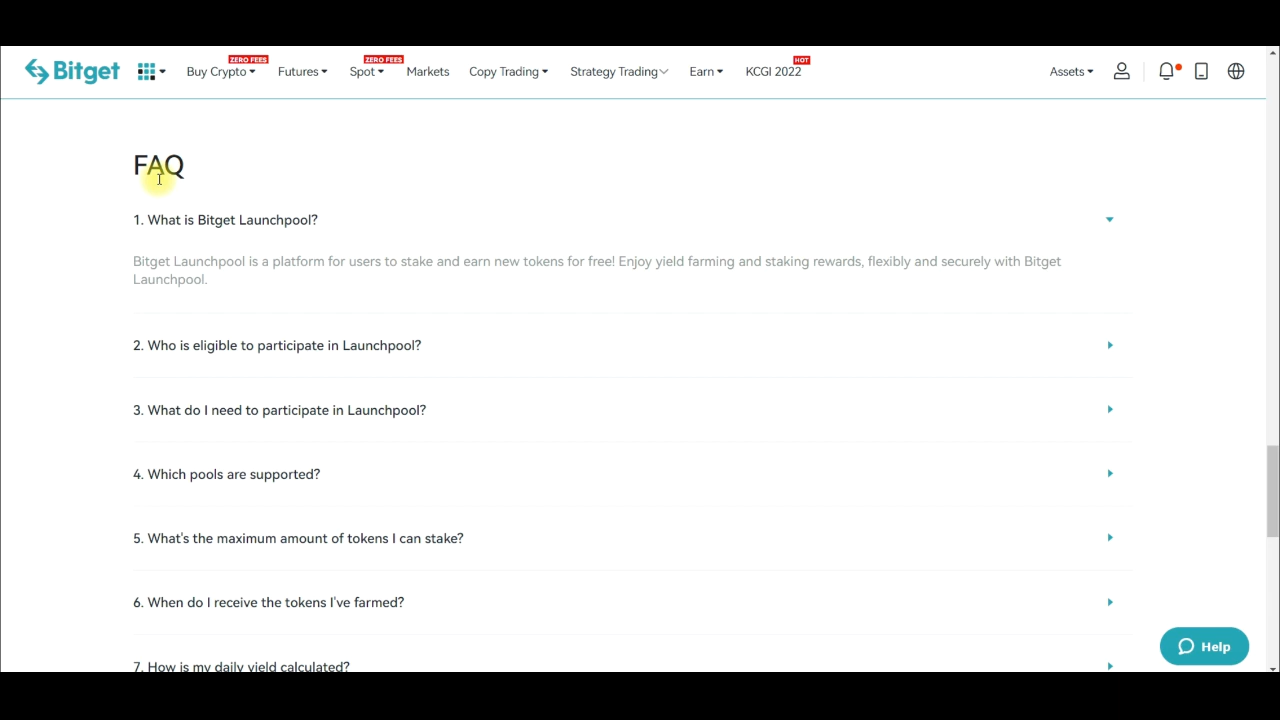 ZERO FEES ZERO FEES HOT
Bitget Buy Crypto Futures Spot Markets Copy Trading Strategy Trading Earn KCGI 2022 Assets
FAQ
1. What is Bitget Launchpool?
Bitget Launchpool is a platform for users to stake and earn new tokens for free! Enjoy yield farming and staking rewards, flexibly and securely with Bitget
Launchpool.
2. Who is eligible to participate in Launchpool?
3. What do I need to participate in Launchpool?
4. Which pools are supported?
5. What's the maximum amount of tokens I can stake?
6. When do I receive the tokens I've farmed?
7. How is my daily yield calculated?
Help